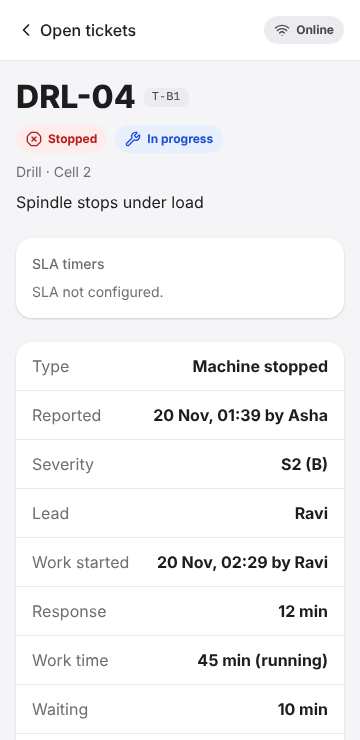 Open tickets
Online
DRL-04
T-B1
Stopped
In progress
Drill · Cell 2
Spindle stops under load
SLA timers
SLA not configured.
Type Machine stopped
Reported 20 Nov, 01:39 by Asha
Severity S2 (B)
Lead Ravi
Work started 20 Nov, 02:29 by Ravi
Response 12 min
Work time 45 min (running)
Waiting 10 min